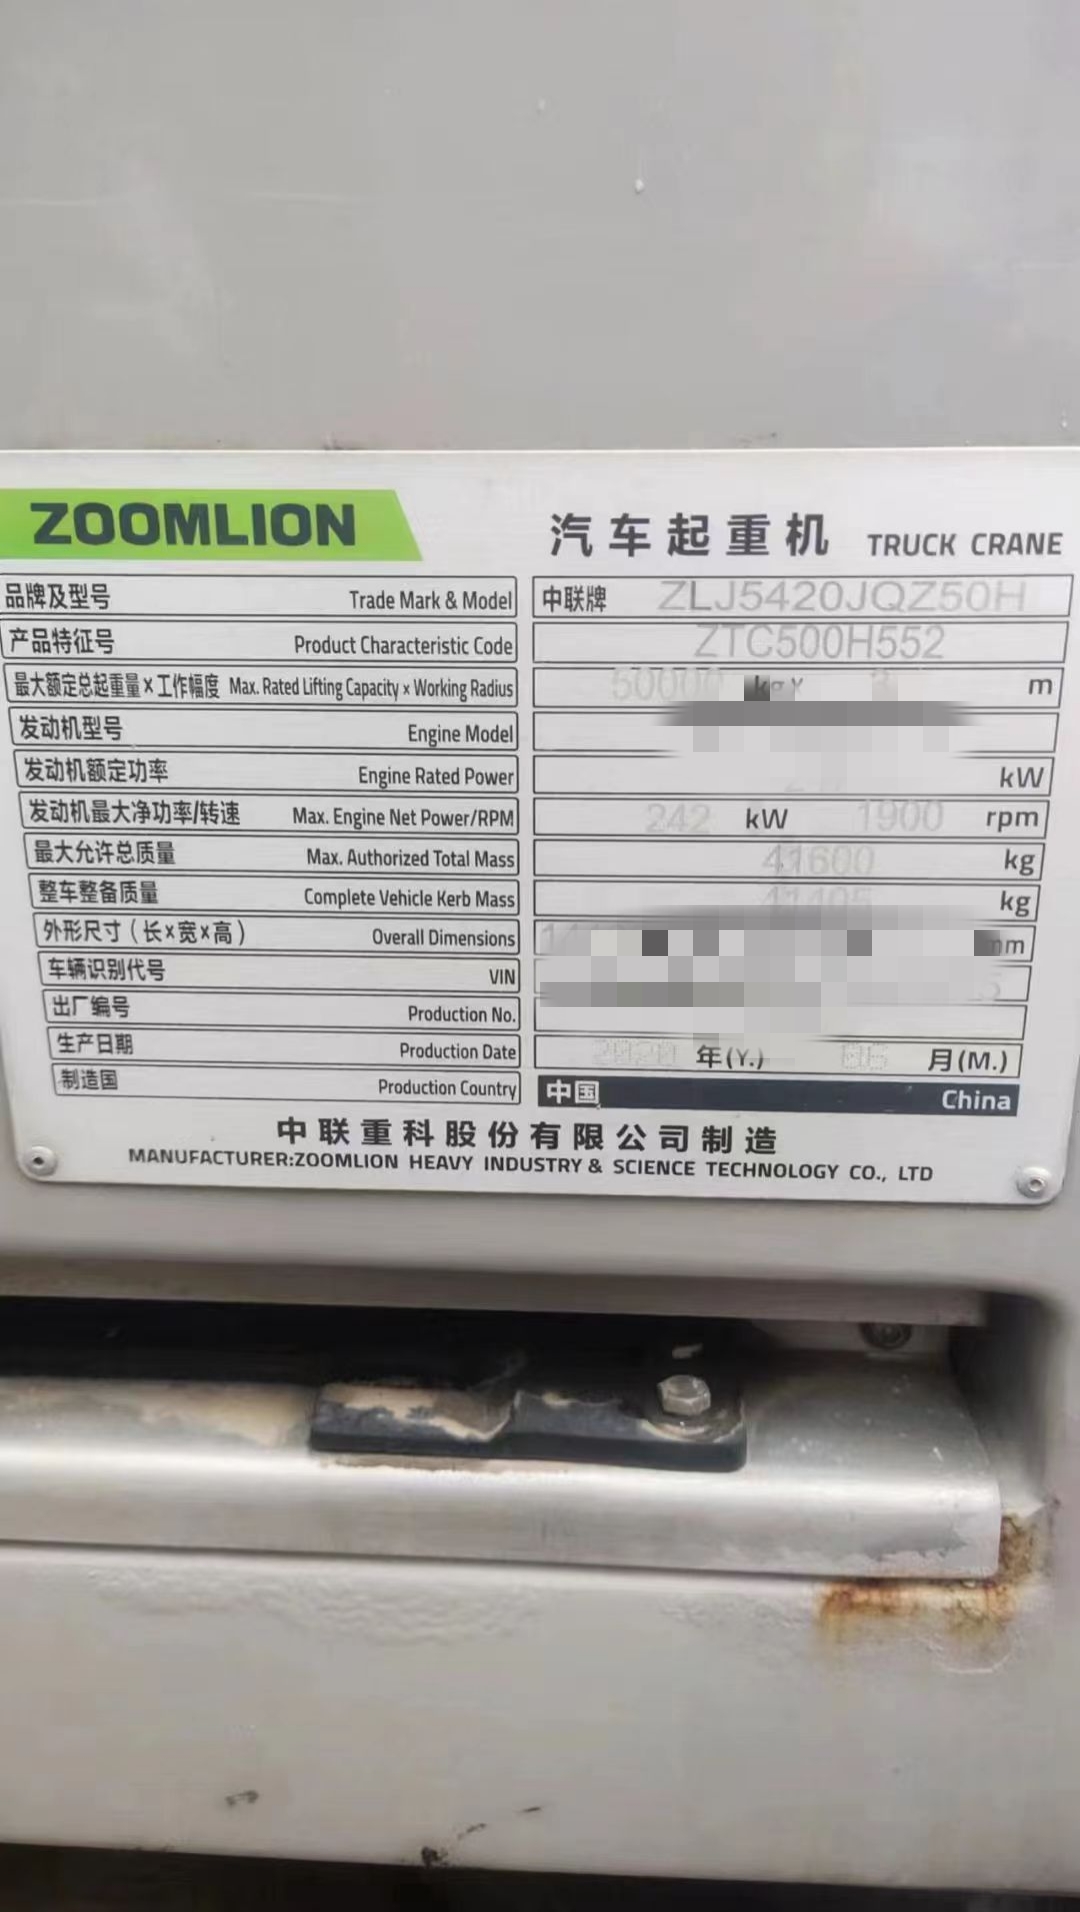 ZOOMLION 汽车起重机 TRUCK CRANE
品牌及型号 Trade Mark & Model 中联牌 ZLJ5420JQZ50H
产品特征号 Product Characteristic Code ZTC500H552
最大额定总起重量×工作幅度 Max. Rated Lifting Capacity × Working Radius 50000 kg × 3 m
发动机型号 Engine Model
发动机额定功率 Engine Rated Power kW
发动机最大净功率/转速 Max. Engine Net Power/RPM 242 kW 1900 rpm
最大允许总质量 Max. Authorized Total Mass 41600 kg
整车整备质量 Complete Vehicle Kerb Mass kg
外形尺寸(长×宽×高) Overall Dimensions mm
车辆识别代号 VIN
出厂编号 Production No.
生产日期 Production Date 2020 年(Y.) 月(M.)
制造国 Production Country 中国 China
中联重科股份有限公司制造
MANUFACTURER:ZOOMLION HEAVY INDUSTRY & SCIENCE TECHNOLOGY CO., LTD